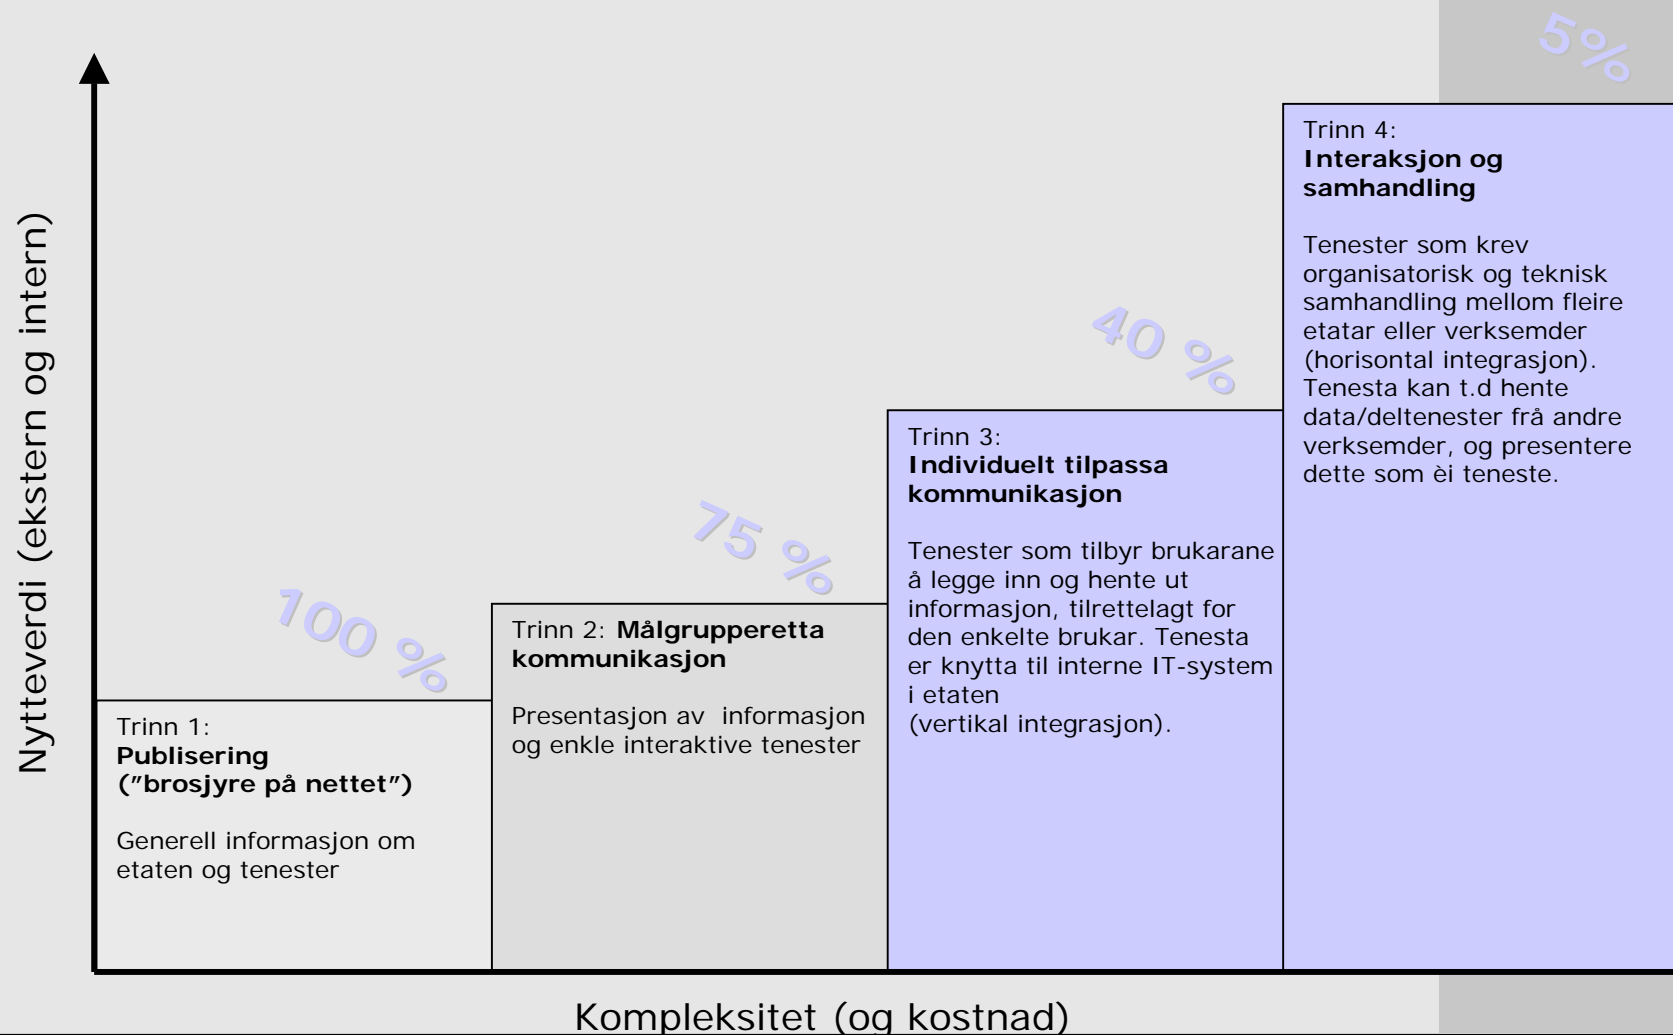 Nytteverdi (ekstern og intern)
100 %
Trinn 1:
Publisering
("brosjyre på nettet")
Generell informasjon om
etaten og tenester
75 %
Trinn 2: Målgrupperetta
kommunikasjon
Presentasjon av informasjon
og enkle interaktive tenester
40 %
Trinn 3:
Individuelt tilpassa
kommunikasjon
Tenester som tilbyr brukarane
å legge inn og hente ut
informasjon, tilrettelagt for
den enkelte brukar. Tenesta
er knytta til interne IT-system
i etaten
(vertikal integrasjon).
5%
Trinn 4:
Interaksjon og
samhandling
Tenester som krev
organisatorisk og teknisk
samhandling mellom fleire
etatar eller verksemder
(horisontal integrasjon).
Tenesta kan t.d hente
data/deltenester frå andre
verksemder, og presentere
dette som èi teneste.
Kompleksitet (og kostnad)